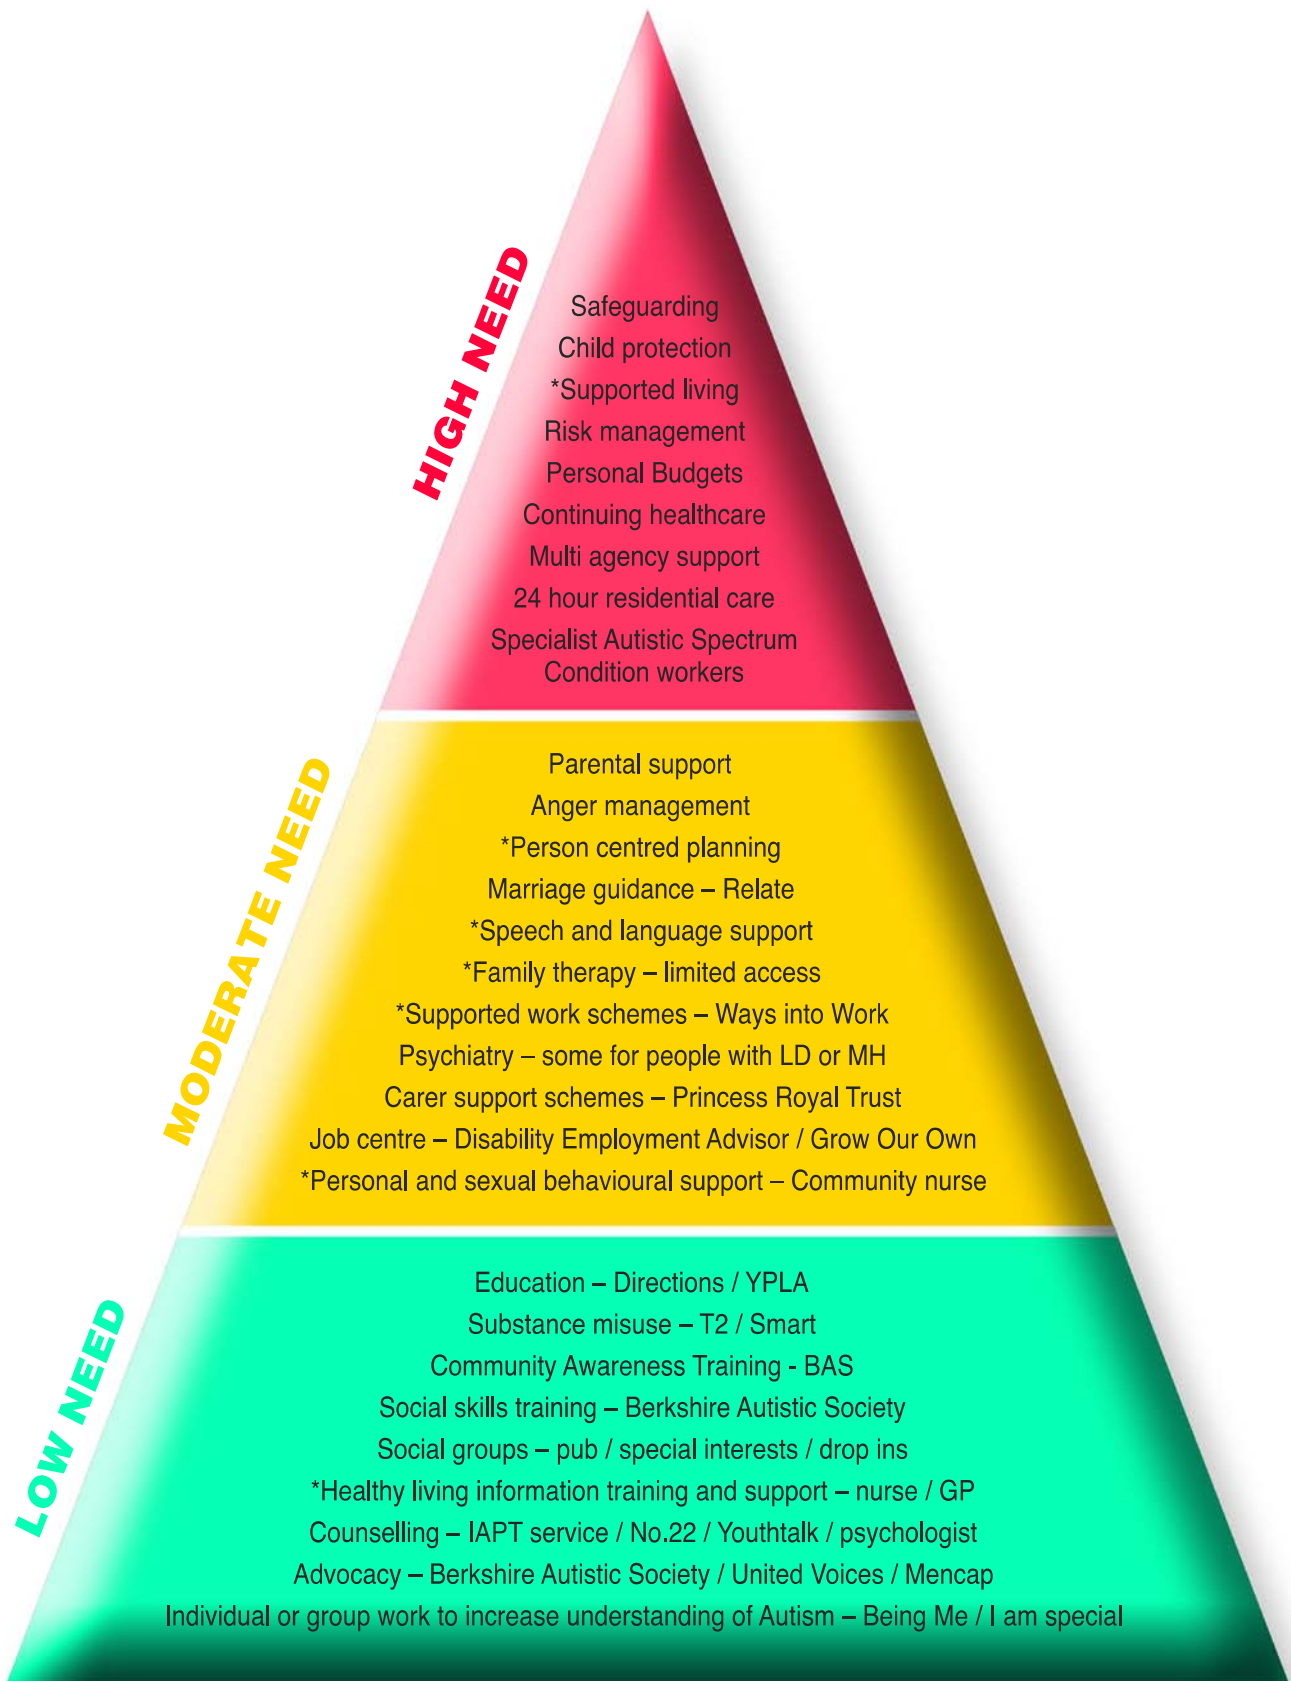 HIGH NEED
Safeguarding
Child protection
*Supported living
Risk management
Personal Budgets
Continuing healthcare
Multi agency support
24 hour residential care
Specialist Autistic Spectrum
Condition workers
MODERATE NEED
Parental support
Anger management
*Person centred planning
Marriage guidance – Relate
*Speech and language support
*Family therapy – limited access
*Supported work schemes – Ways into Work
Psychiatry – some for people with LD or MH
Carer support schemes – Princess Royal Trust
Job centre – Disability Employment Advisor / Grow Our Own
*Personal and sexual behavioural support – Community nurse
LOW NEED
Education – Directions / YPLA
Substance misuse – T2 / Smart
Community Awareness Training - BAS
Social skills training – Berkshire Autistic Society
Social groups – pub / special interests / drop ins
*Healthy living information training and support – nurse / GP
Counselling – IAPT service / No.22 / Youthtalk / psychologist
Advocacy – Berkshire Autistic Society / United Voices / Mencap
Individual or group work to increase understanding of Autism – Being Me / I am special